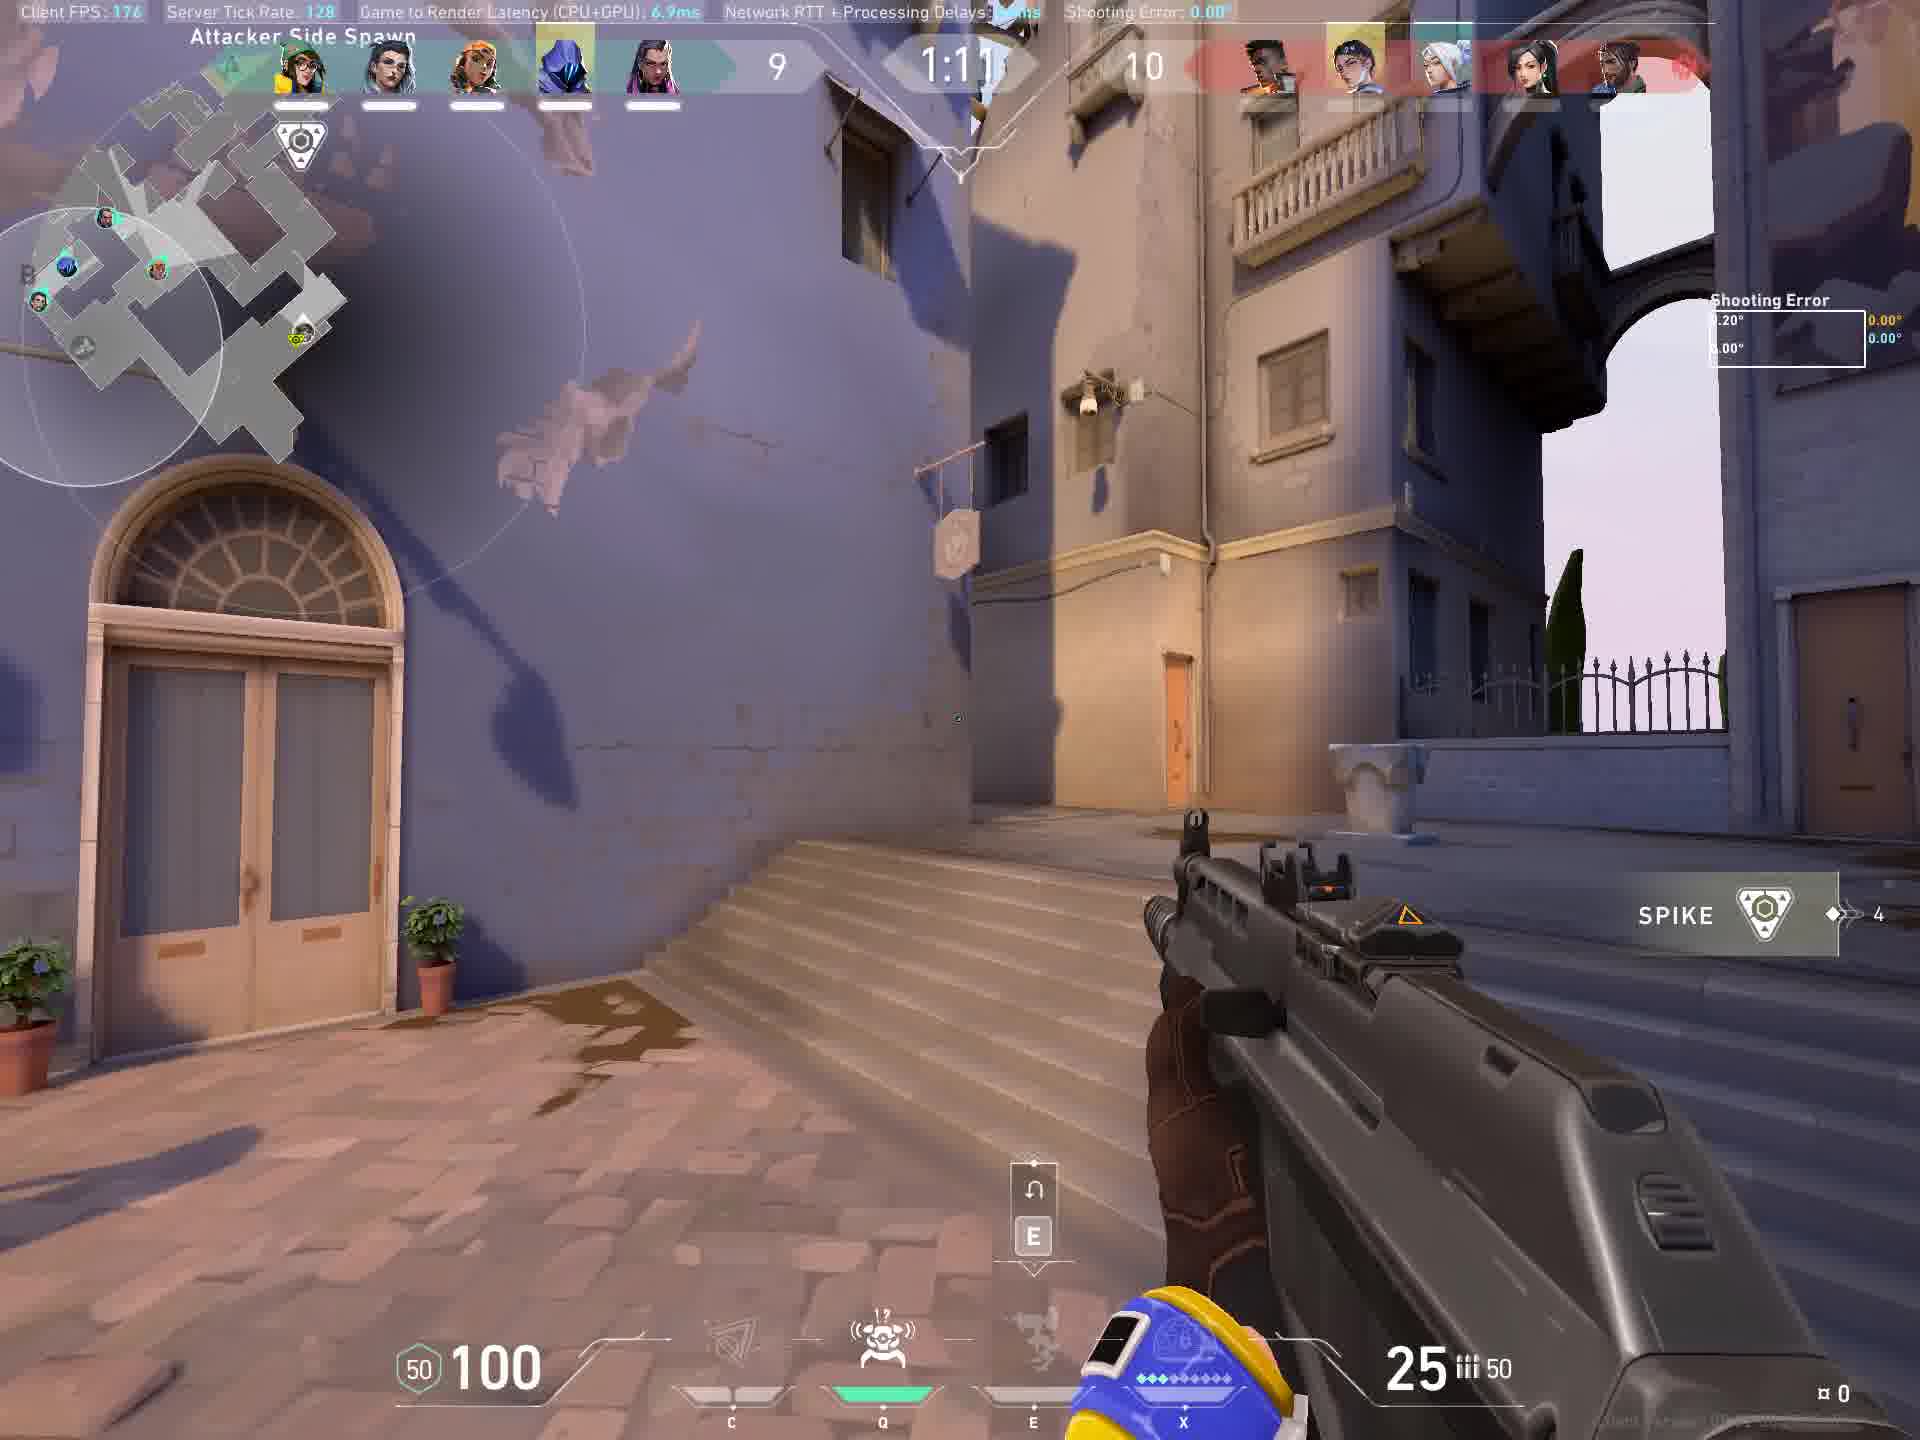 Client FPS: 176 Server Tick Rate: 128 Game to Render Latency (CPU+GPU): 6.9ms Network RTT + Processing Delays: Shooting Error: 0.00°
Attacker Side Spawn
A
9 1:11 10
B
Shooting Error
0.00°
0.00°
SPIKE 4
E
50 100
25 50
¤ 0
C Q E X